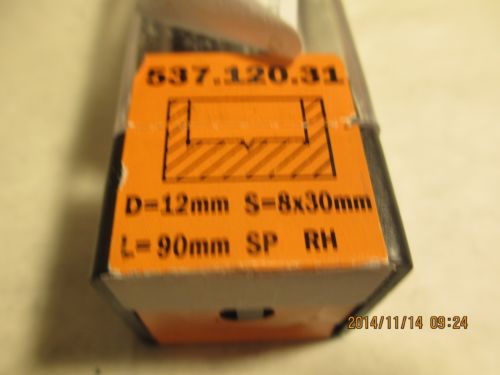 537.120.31
D=12mm S=8x30mm
L=90mm SP RH
2014/11/14 09:24